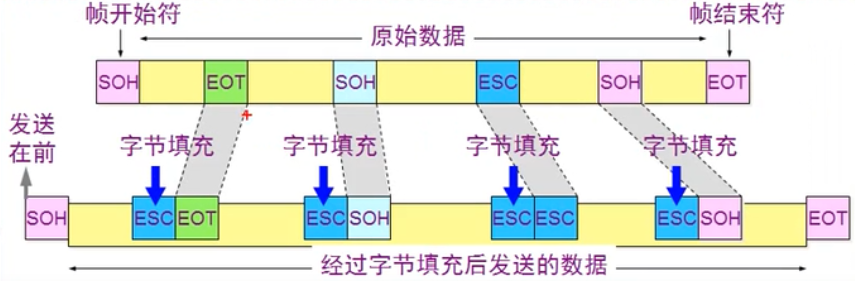 帧开始符
帧结束符
原始数据
SOH EOT SOH ESC SOH EOT
发送
在前
字节填充 字节填充 字节填充 字节填充
SOH ESC EOT ESC SOH ESC ESC ESC SOH EOT
经过字节填充后发送的数据